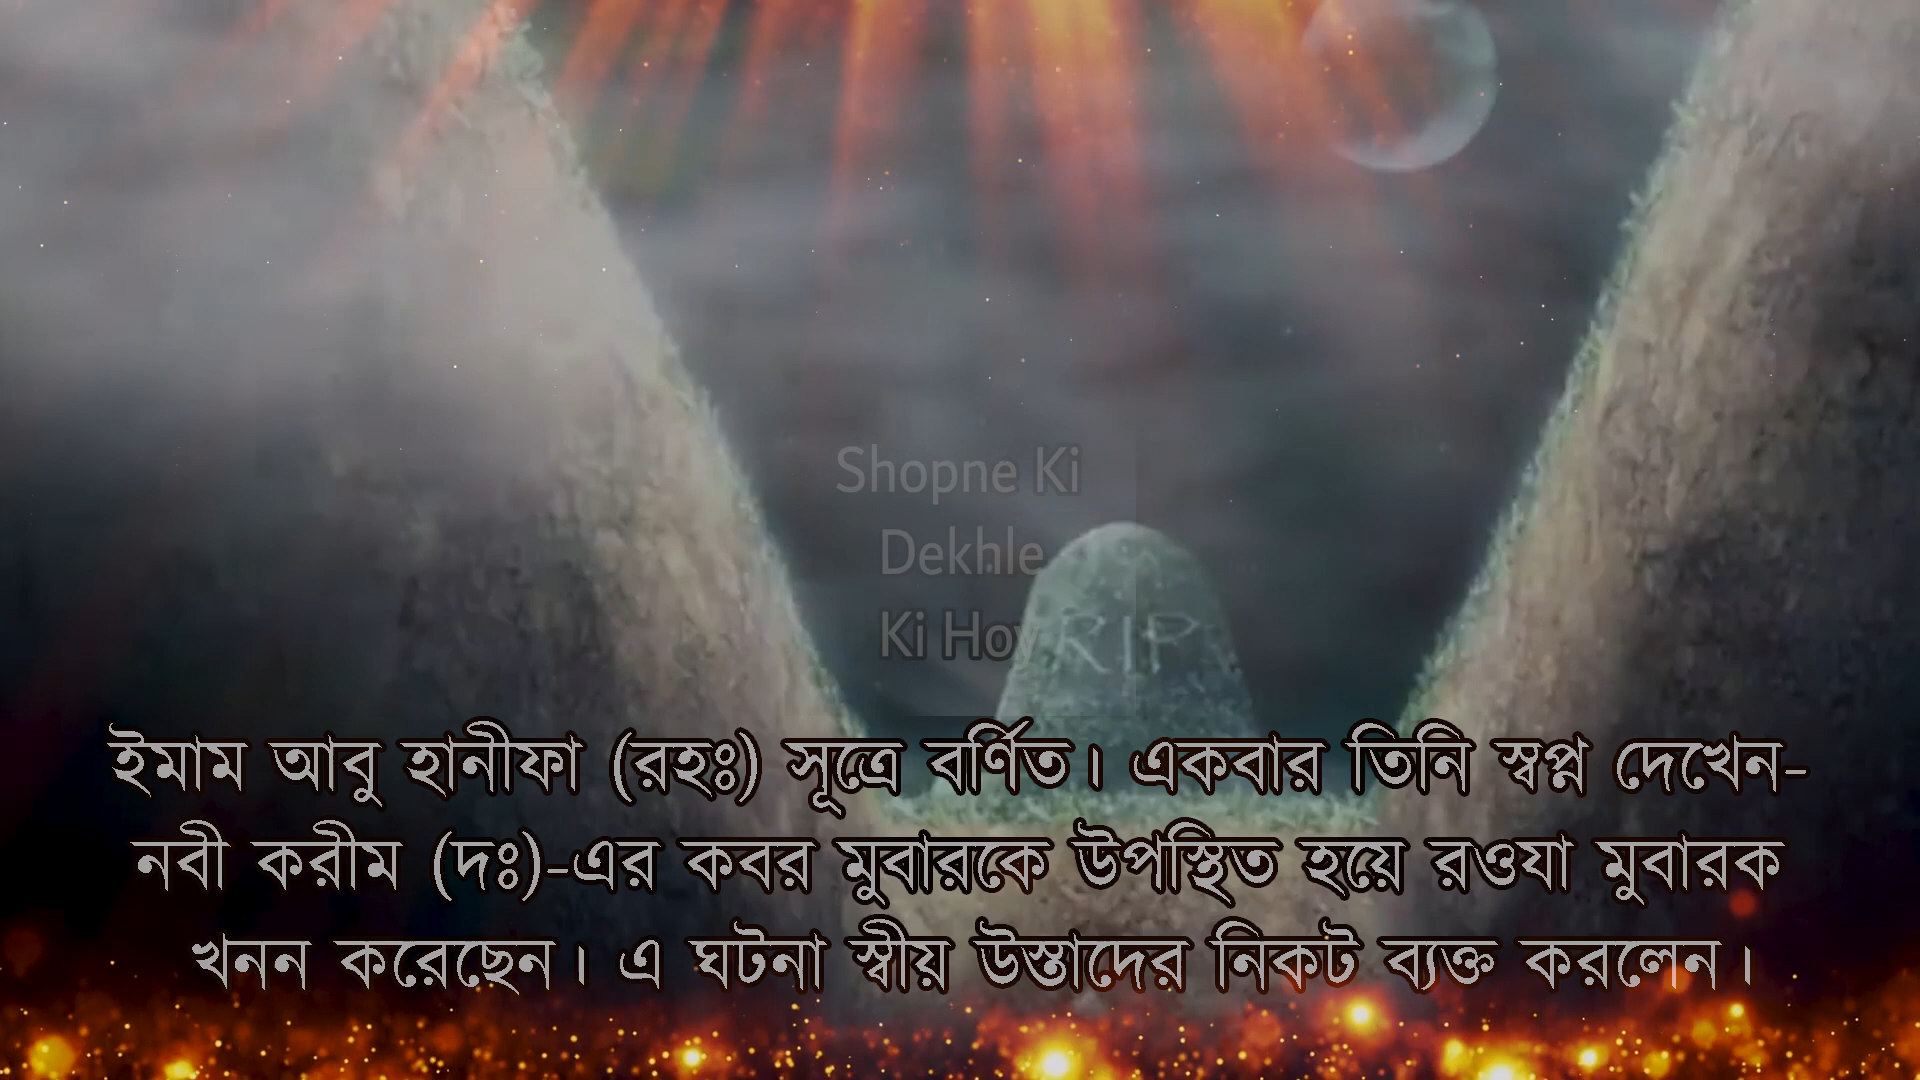 Shopne Ki
Dekhle
Ki Hoy
RIP
ইমাম আবু হানীফা (রহঃ) সূত্রে বর্ণিত। একবার তিনি স্বপ্ন দেখেন-
নবী করীম (দঃ)-এর কবর মুবারকে উপস্থিত হয়ে রওযা মুবারক
খনন করেছেন। এ ঘটনা স্বীয় উস্তাদের নিকট ব্যক্ত করলেন।